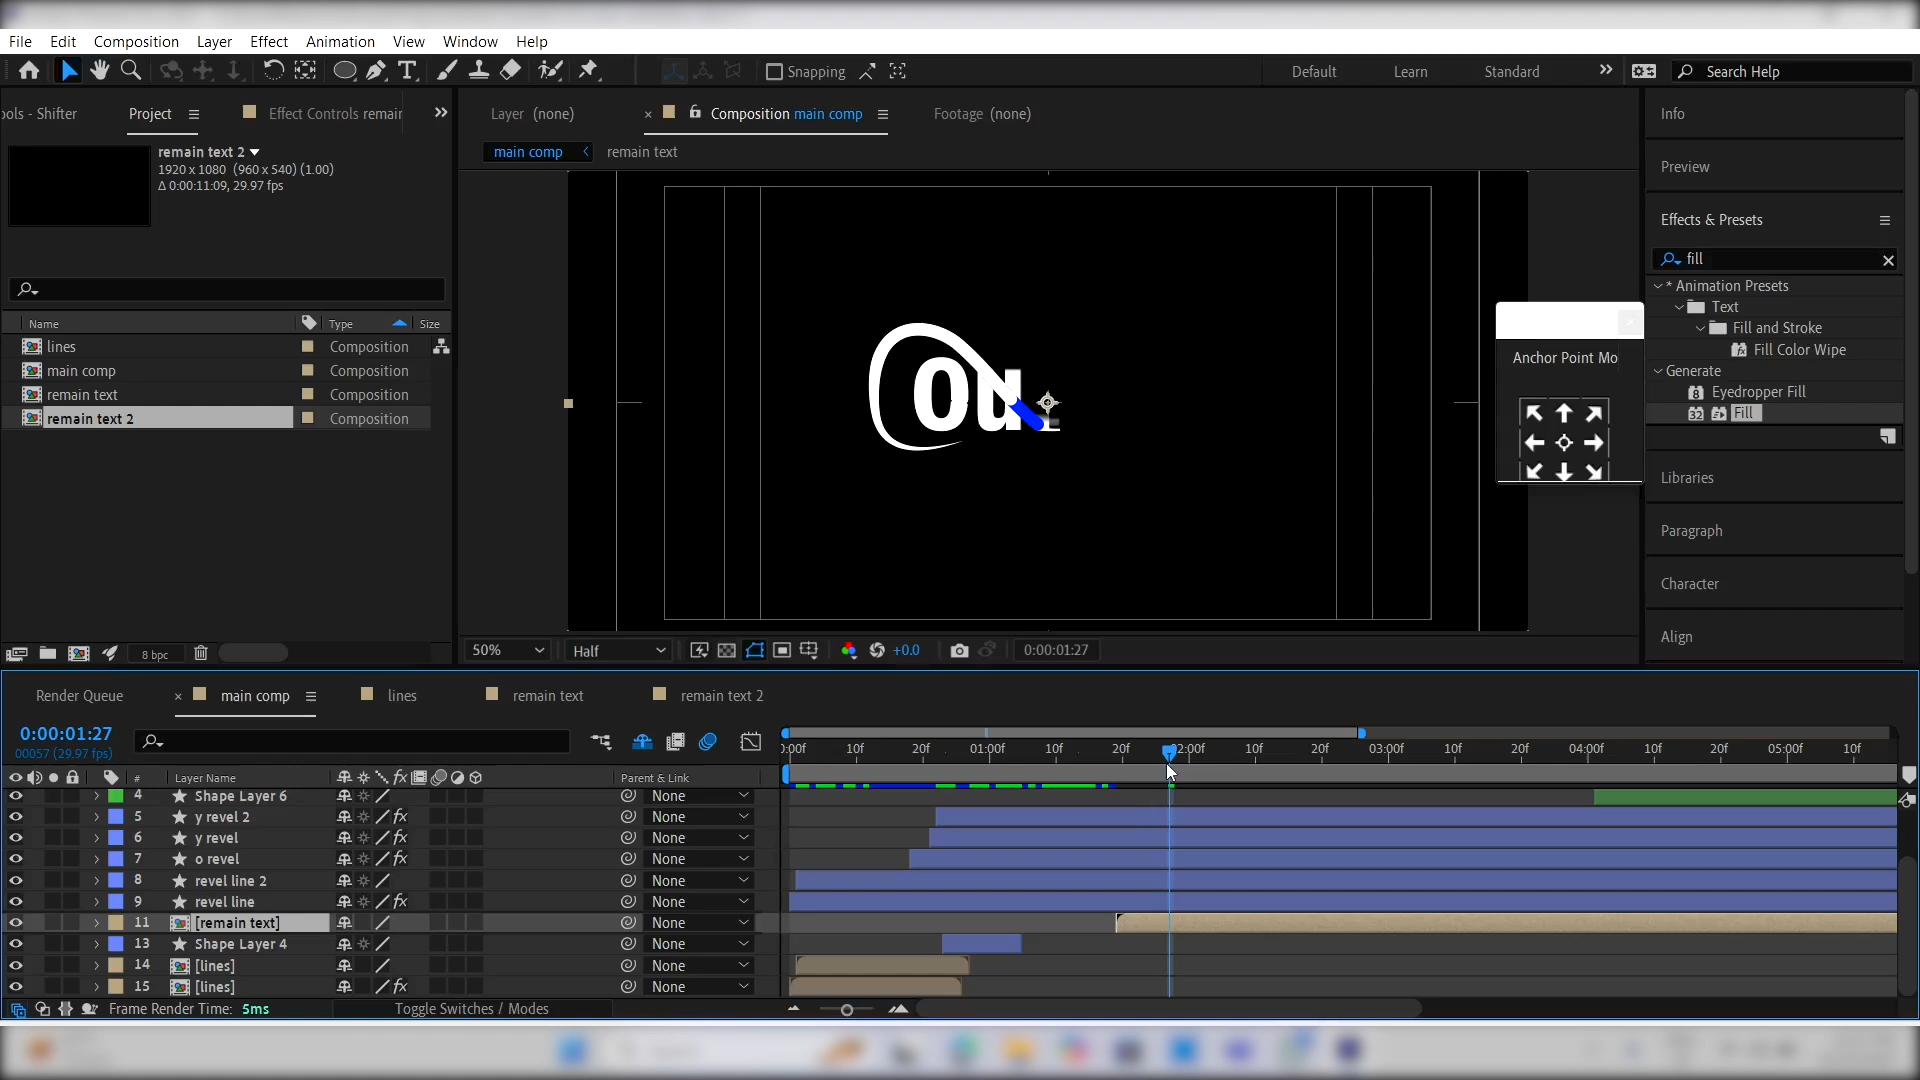 File Edit Composition Layer Effect Animation View Window Help
Snapping
Default Learn Standard
Search Help
ools - Shifter Project Effect Controls remair
Layer (none) Composition main comp Footage (none)
main comp remain text
remain text 2
1920 x 1080 (960 x 540) (1.00)
Δ 0:00:11:09, 29.97 fps
Name Type Size
lines Composition
main comp Composition
remain text Composition
remain text 2 Composition
8 bpc
Ou
50% Half +0.0 0:00:01:27
Info
Preview
Effects & Presets
fill
* Animation Presets
Text
Fill and Stroke
Fill Color Wipe
Generate
Eyedropper Fill
Fill
Libraries
Paragraph
Character
Align
Anchor Point Mo
Render Queue main comp lines remain text remain text 2
0:00:01:27
00057 (29.97 fps)
):00f 10f 20f 01:00f 10f 20f 02:00f 10f 20f 03:00f 10f 20f 04:00f 10f 20f 05:00f 10f
# Layer Name Parent & Link
4 Shape Layer 6 None
5 y revel 2 None
6 y revel None
7 o revel None
8 revel line 2 None
9 revel line None
11 [remain text] None
13 Shape Layer 4 None
14 [lines] None
15 [lines] None
Frame Render Time: 5ms Toggle Switches / Modes